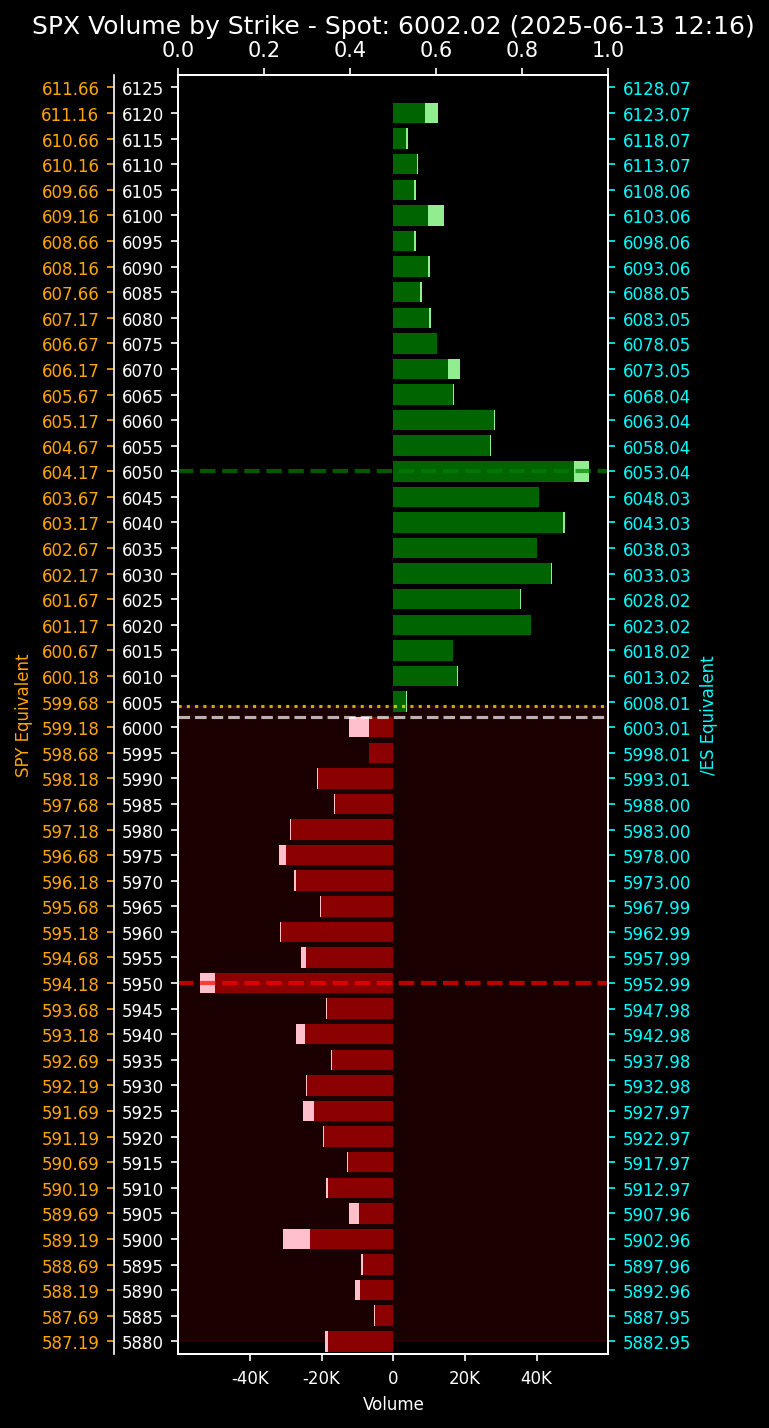 SPX Volume by Strike - Spot: 6002.02 (2025-06-13 12:16)
0.0 0.2 0.4 0.6 0.8 1.0
611.66 6125 6128.07
611.16 6120 6123.07
610.66 6115 6118.07
610.16 6110 6113.07
609.66 6105 6108.06
609.16 6100 6103.06
608.66 6095 6098.06
608.16 6090 6093.06
607.66 6085 6088.05
607.17 6080 6083.05
606.67 6075 6078.05
606.17 6070 6073.05
605.67 6065 6068.04
605.17 6060 6063.04
604.67 6055 6058.04
604.17 6050 6053.04
603.67 6045 6048.03
603.17 6040 6043.03
602.67 6035 6038.03
602.17 6030 6033.03
601.67 6025 6028.02
601.17 6020 6023.02
600.67 6015 6018.02
600.18 6010 6013.02
599.68 6005 6008.01
599.18 6000 6003.01
598.68 5995 5998.01
598.18 5990 5993.01
597.68 5985 5988.00
597.18 5980 5983.00
596.68 5975 5978.00
596.18 5970 5973.00
595.68 5965 5967.99
595.18 5960 5962.99
594.68 5955 5957.99
594.18 5950 5952.99
593.68 5945 5947.98
593.18 5940 5942.98
592.69 5935 5937.98
592.19 5930 5932.98
591.69 5925 5927.97
591.19 5920 5922.97
590.69 5915 5917.97
590.19 5910 5912.97
589.69 5905 5907.96
589.19 5900 5902.96
588.69 5895 5897.96
588.19 5890 5892.96
587.69 5885 5887.95
587.19 5880 5882.95
SPY Equivalent
/ES Equivalent
-40K -20K 0 20K 40K
Volume